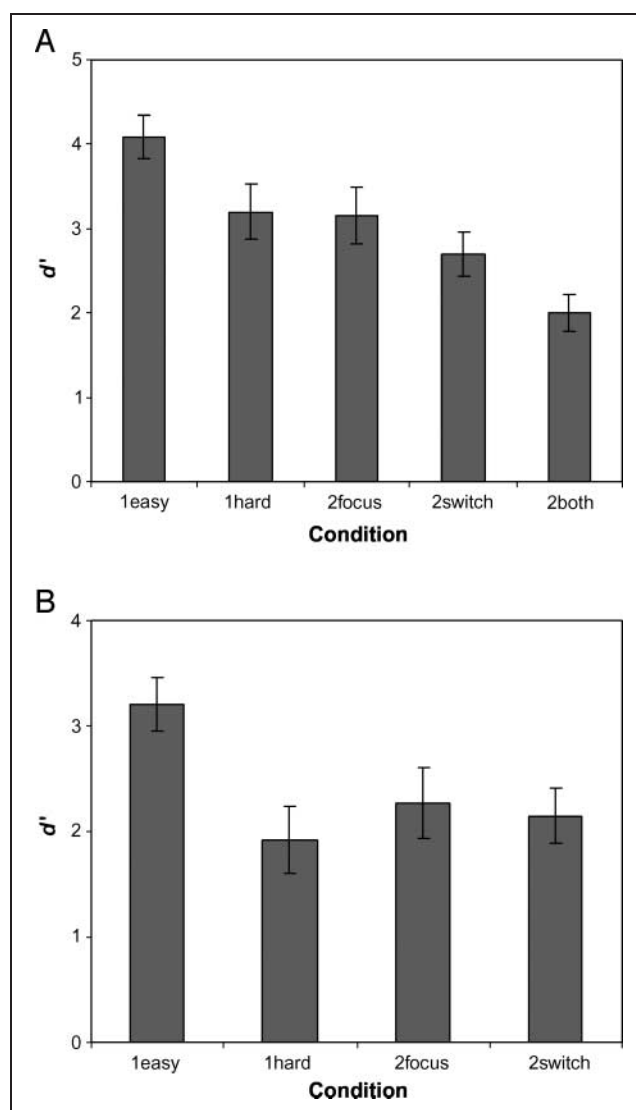 A
5
4
3
2
1
0
d'
1easy 1hard 2focus 2switch 2both
Condition
B
4
3
2
1
0
d'
1easy 1hard 2focus 2switch
Condition